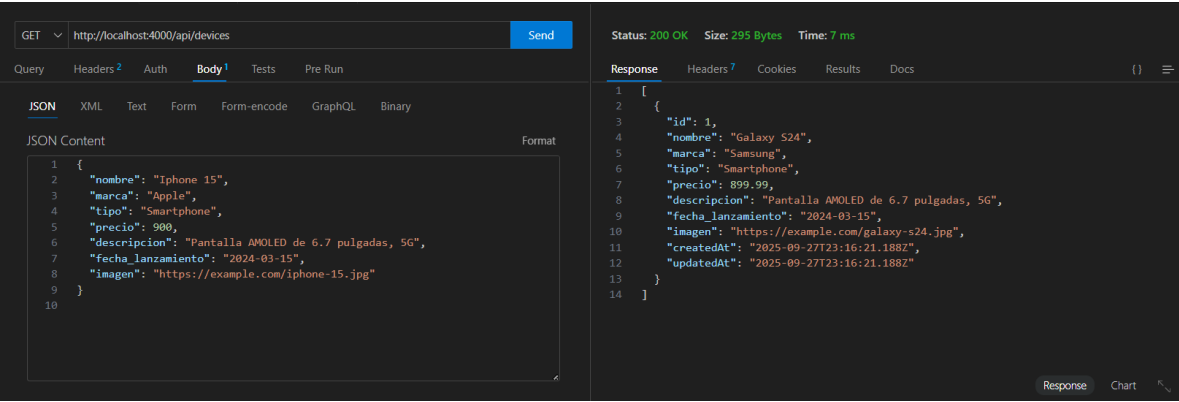 GET http://localhost:4000/api/devices Send
Query Headers 2 Auth Body 1 Tests Pre Run
JSON XML Text Form Form-encode GraphQL Binary
JSON Content Format
1 {
2 "nombre": "Iphone 15",
3 "marca": "Apple",
4 "tipo": "Smartphone",
5 "precio": 900,
6 "descripcion": "Pantalla AMOLED de 6.7 pulgadas, 5G",
7 "fecha_lanzamiento": "2024-03-15",
8 "imagen": "https://example.com/iphone-15.jpg"
9 }
10
Status: 200 OK Size: 295 Bytes Time: 7 ms
Response Headers 7 Cookies Results Docs { }
1 [
2 {
3 "id": 1,
4 "nombre": "Galaxy S24",
5 "marca": "Samsung",
6 "tipo": "Smartphone",
7 "precio": 899.99,
8 "descripcion": "Pantalla AMOLED de 6.7 pulgadas, 5G",
9 "fecha_lanzamiento": "2024-03-15",
10 "imagen": "https://example.com/galaxy-s24.jpg",
11 "createdAt": "2025-09-27T23:16:21.188Z",
12 "updatedAt": "2025-09-27T23:16:21.188Z"
13 }
14 ]
Response Chart